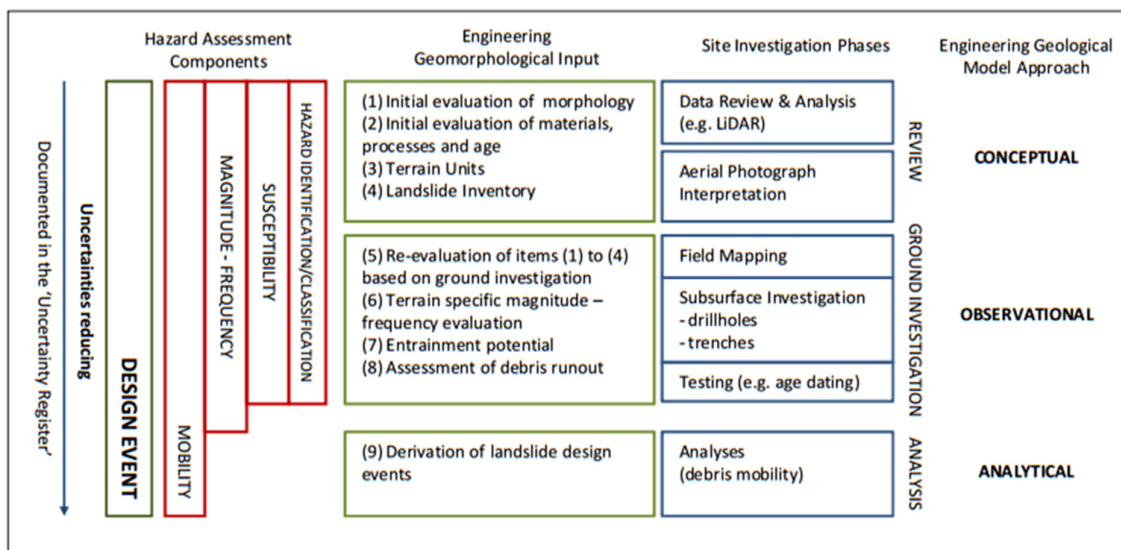 Hazard Assessment
Components
Engineering
Geomorphological Input
Site Investigation Phases
Engineering Geological
Model Approach
Documented in the 'Uncertainty Register'
Uncertainties reducing
DESIGN EVENT
MOBILITY
MAGNITUDE - FREQUENCY
SUSCEPTIBILITY
HAZARD IDENTIFICATION/CLASSIFICATION
(1) Initial evaluation of morphology
(2) Initial evaluation of materials,
processes and age
(3) Terrain Units
(4) Landslide Inventory
Data Review & Analysis
(e.g. LiDAR)
Aerial Photograph
Interpretation
REVIEW
CONCEPTUAL
(5) Re-evaluation of items (1) to (4)
based on ground investigation
(6) Terrain specific magnitude –
frequency evaluation
(7) Entrainment potential
(8) Assessment of debris runout
Field Mapping
Subsurface Investigation
- drillholes
- trenches
Testing (e.g. age dating)
GROUND INVESTIGATION
OBSERVATIONAL
(9) Derivation of landslide design
events
Analyses
(debris mobility)
ANALYSIS
ANALYTICAL